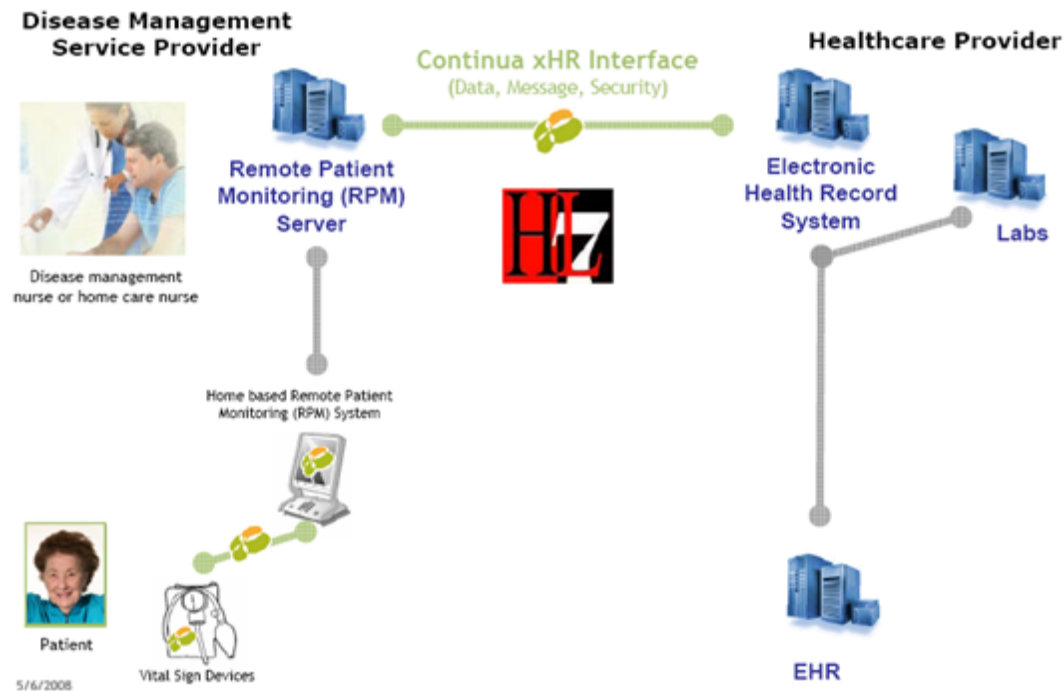 Disease Management
Service Provider
Continua xHR Interface
(Data, Message, Security)
Healthcare Provider
Remote Patient
Monitoring (RPM)
Server
HL7
Electronic
Health Record
System
Labs
Disease management
nurse or home care nurse
Home based Remote Patient
Monitoring (RPM) System
Patient
Vital Sign Devices
EHR
5/6/2008